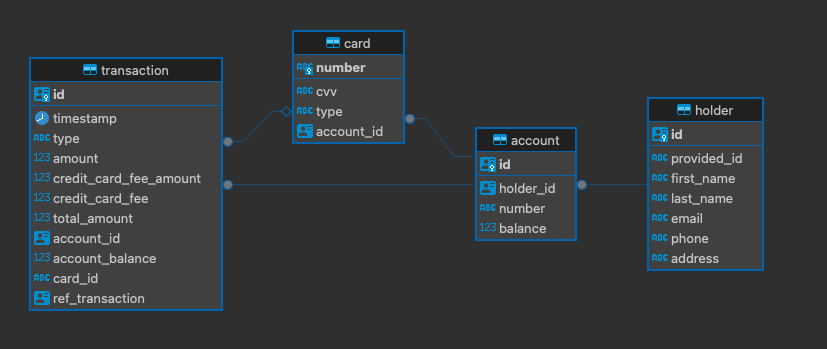 transaction
id
timestamp
ABC type
123 amount
123 credit_card_fee_amount
123 credit_card_fee
123 total_amount
account_id
123 account_balance
ABC card_id
ref_transaction
card
ABC number
ABC cvv
ABC type
account_id
account
id
holder_id
ABC number
123 balance
holder
id
ABC provided_id
ABC first_name
ABC last_name
ABC email
ABC phone
ABC address